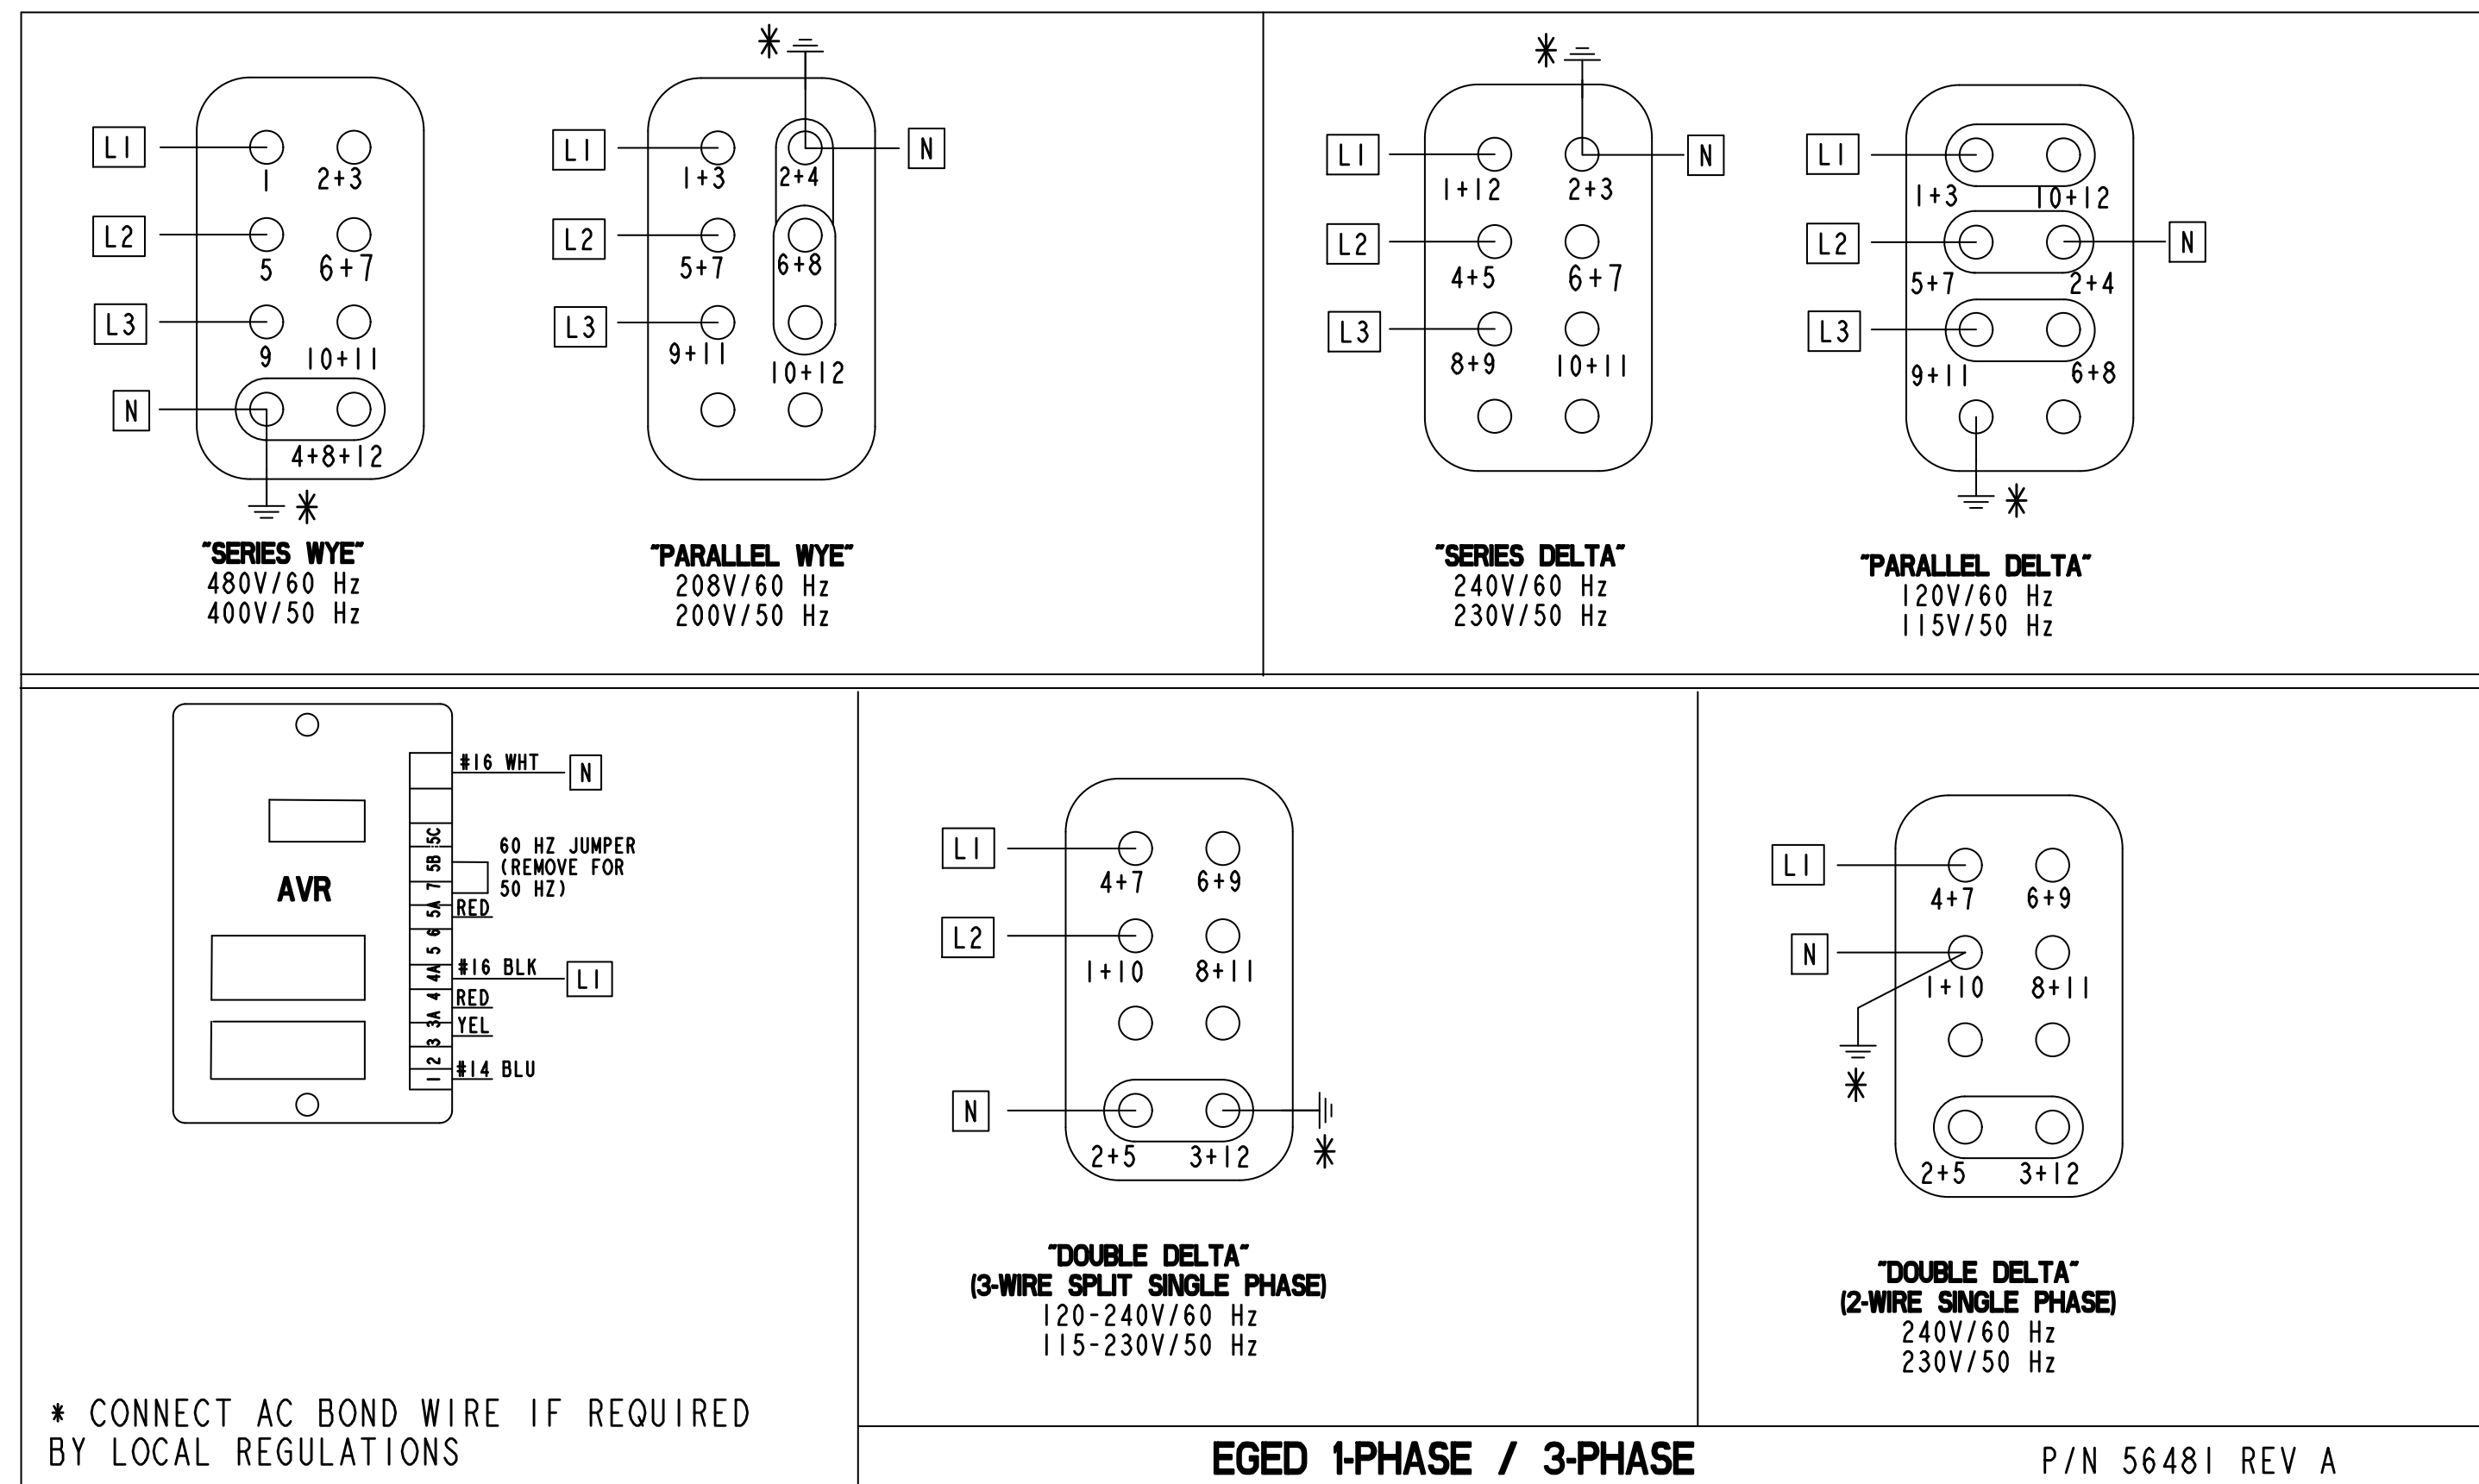 *
L1
1
2+3
L2
5
6+7
L3
9
10+11
N
4+8+12
*
"SERIES WYE"
480V/60 Hz
400V/50 Hz
L1
1+3
2+4
N
L2
5+7
6+8
L3
9+11
10+12
"PARALLEL WYE"
208V/60 Hz
200V/50 Hz
*
L1
1+12
2+3
N
L2
4+5
6+7
L3
8+9
10+11
"SERIES DELTA"
240V/60 Hz
230V/50 Hz
L1
1+3
10+12
L2
5+7
2+4
N
L3
9+11
6+8
*
"PARALLEL DELTA"
120V/60 Hz
115V/50 Hz
AVR
#16 WHT
N
5C
60 HZ JUMPER
(REMOVE FOR
50 HZ)
5B
7
5A
RED
6
5
4A
#16 BLK
L1
4
RED
3A
YEL
3
2
1
#14 BLU
L1
4+7
6+9
L2
1+10
8+11
N
2+5
3+12
*
"DOUBLE DELTA"
(3-WIRE SPLIT SINGLE PHASE)
120-240V/60 Hz
115-230V/50 Hz
L1
4+7
6+9
N
1+10
8+11
*
2+5
3+12
"DOUBLE DELTA"
(2-WIRE SINGLE PHASE)
240V/60 Hz
230V/50 Hz
* CONNECT AC BOND WIRE IF REQUIRED
BY LOCAL REGULATIONS
EGED 1-PHASE / 3-PHASE
P/N 56481 REV A